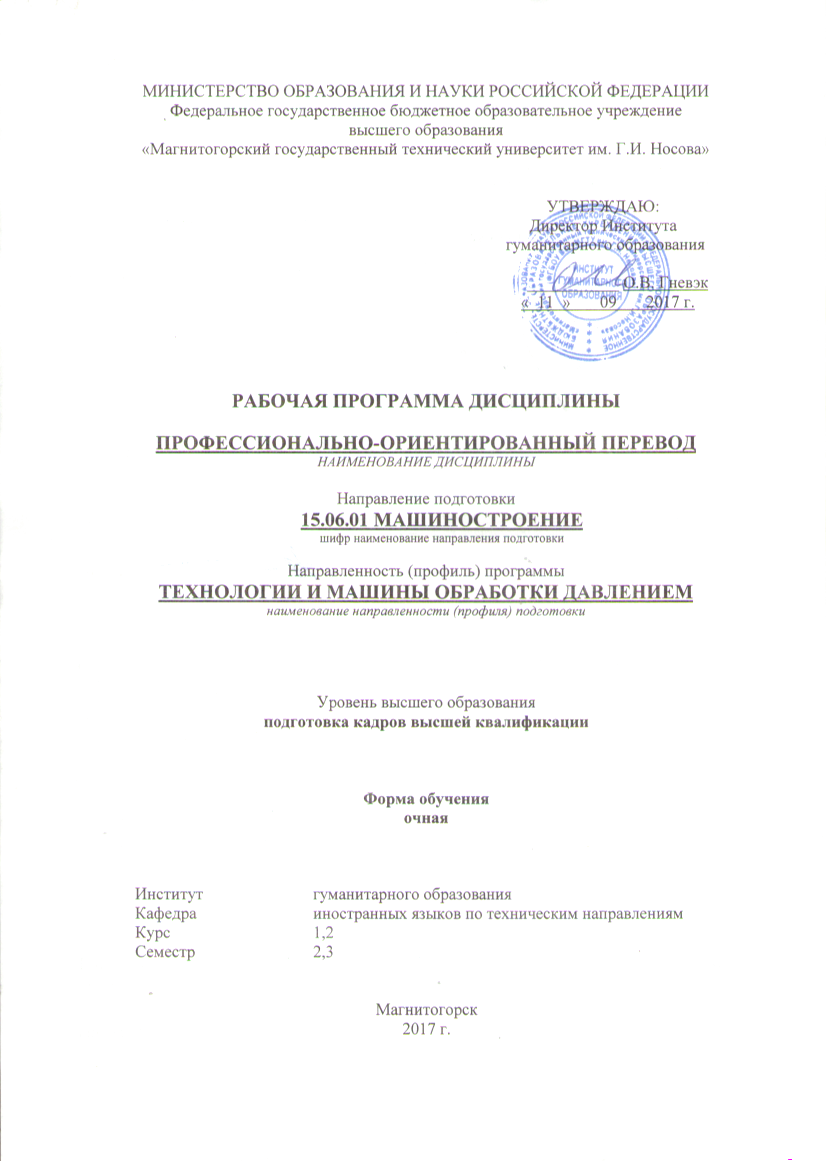 МИНИСТЕРСТВО ОБРАЗОВАНИЯ И НАУКИ РОССИЙСКОЙ ФЕДЕРАЦИИ
Федеральное государственное бюджетное образовательное учреждение
высшего образования
«Магнитогорский государственный технический университет им. Г.И. Носова»
УТВЕРЖДАЮ:
Директор Института
гуманитарного образования
О.В. Гневэк
« 11 » 09 2017 г.
ИНСТИТУТ
ГУМАНИТАРНОГО
ОБРАЗОВАНИЯ
РАБОЧАЯ ПРОГРАММА ДИСЦИПЛИНЫ
ПРОФЕССИОНАЛЬНО-ОРИЕНТИРОВАННЫЙ ПЕРЕВОД
НАИМЕНОВАНИЕ ДИСЦИПЛИНЫ
Направление подготовки
15.06.01 МАШИНОСТРОЕНИЕ
шифр наименование направления подготовки
Направленность (профиль) программы
ТЕХНОЛОГИИ И МАШИНЫ ОБРАБОТКИ ДАВЛЕНИЕМ
наименование направленности (профиля) подготовки
Уровень высшего образования
подготовка кадров высшей квалификации
Форма обучения
очная
Институт гуманитарного образования
Кафедра иностранных языков по техническим направлениям
Курс 1,2
Семестр 2,3
Магнитогорск
2017 г.